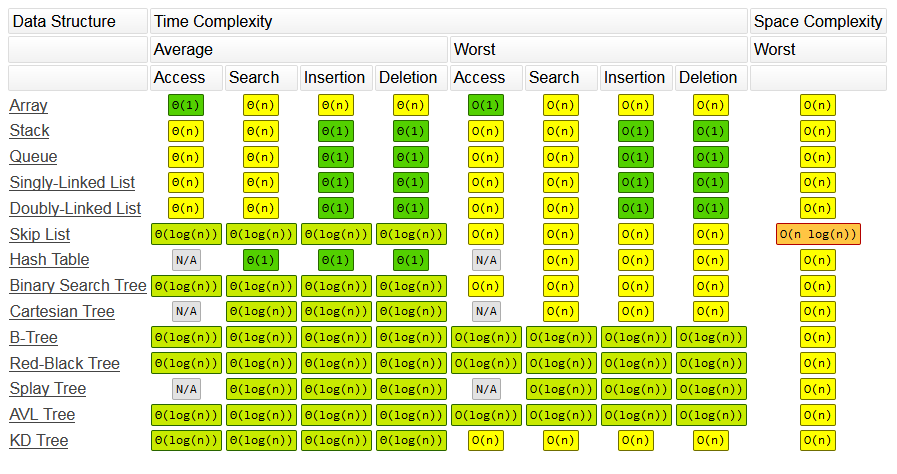 Data Structure Time Complexity Space Complexity
Average Worst Worst
Access Search Insertion Deletion Access Search Insertion Deletion
Array Θ(1) Θ(n) Θ(n) Θ(n) O(1) O(n) O(n) O(n) O(n)
Stack Θ(n) Θ(n) Θ(1) Θ(1) O(n) O(n) O(1) O(1) O(n)
Queue Θ(n) Θ(n) Θ(1) Θ(1) O(n) O(n) O(1) O(1) O(n)
Singly-Linked List Θ(n) Θ(n) Θ(1) Θ(1) O(n) O(n) O(1) O(1) O(n)
Doubly-Linked List Θ(n) Θ(n) Θ(1) Θ(1) O(n) O(n) O(1) O(1) O(n)
Skip List Θ(log(n)) Θ(log(n)) Θ(log(n)) Θ(log(n)) O(n) O(n) O(n) O(n) O(n log(n))
Hash Table N/A Θ(1) Θ(1) Θ(1) N/A O(n) O(n) O(n) O(n)
Binary Search Tree Θ(log(n)) Θ(log(n)) Θ(log(n)) Θ(log(n)) O(n) O(n) O(n) O(n) O(n)
Cartesian Tree N/A Θ(log(n)) Θ(log(n)) Θ(log(n)) N/A O(n) O(n) O(n) O(n)
B-Tree Θ(log(n)) Θ(log(n)) Θ(log(n)) Θ(log(n)) O(log(n)) O(log(n)) O(log(n)) O(log(n)) O(n)
Red-Black Tree Θ(log(n)) Θ(log(n)) Θ(log(n)) Θ(log(n)) O(log(n)) O(log(n)) O(log(n)) O(log(n)) O(n)
Splay Tree N/A Θ(log(n)) Θ(log(n)) Θ(log(n)) N/A O(log(n)) O(log(n)) O(log(n)) O(n)
AVL Tree Θ(log(n)) Θ(log(n)) Θ(log(n)) Θ(log(n)) O(log(n)) O(log(n)) O(log(n)) O(log(n)) O(n)
KD Tree Θ(log(n)) Θ(log(n)) Θ(log(n)) Θ(log(n)) O(n) O(n) O(n) O(n) O(n)